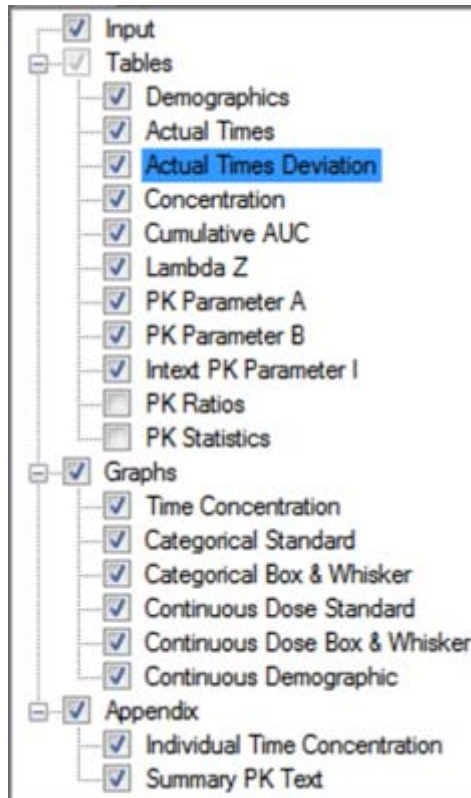 Input
Tables
Demographics
Actual Times
Actual Times Deviation
Concentration
Cumulative AUC
Lambda Z
PK Parameter A
PK Parameter B
Intext PK Parameter I
PK Ratios
PK Statistics
Graphs
Time Concentration
Categorical Standard
Categorical Box & Whisker
Continuous Dose Standard
Continuous Dose Box & Whisker
Continuous Demographic
Appendix
Individual Time Concentration
Summary PK Text